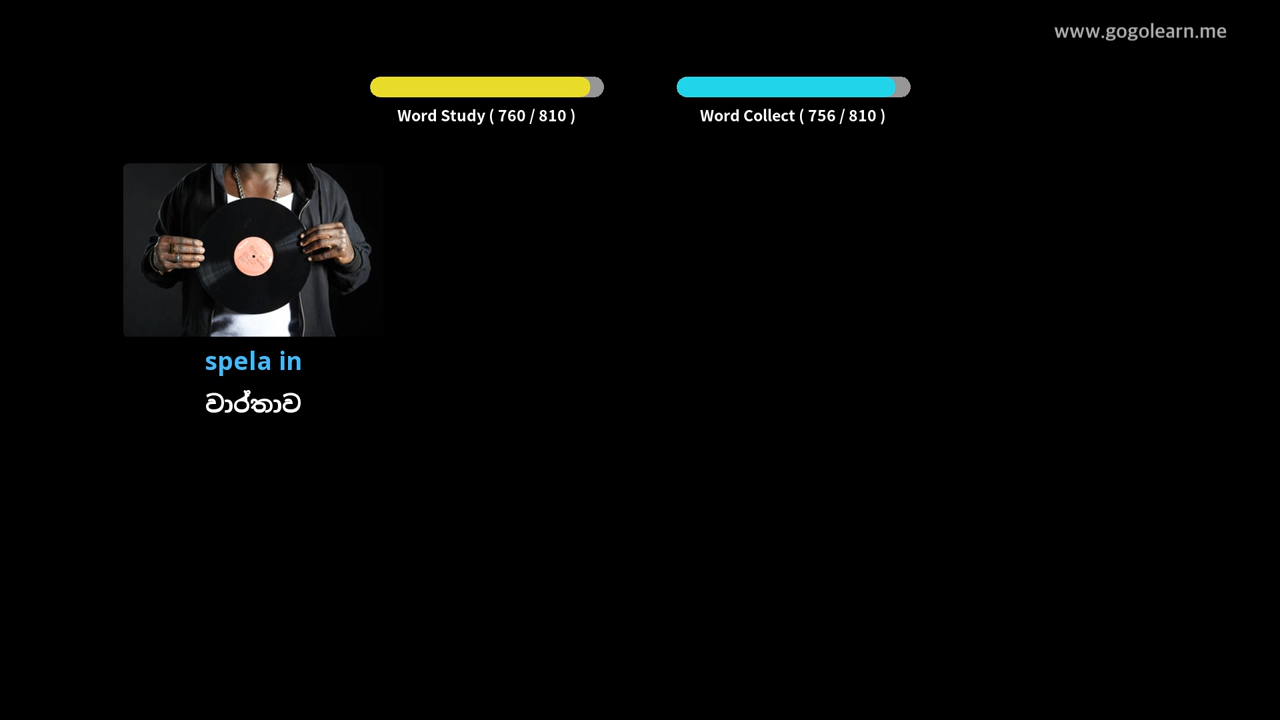 www.gogolearn.me
Word Study ( 760 / 810 )
Word Collect ( 756 / 810 )
spela in
වාර්තාව